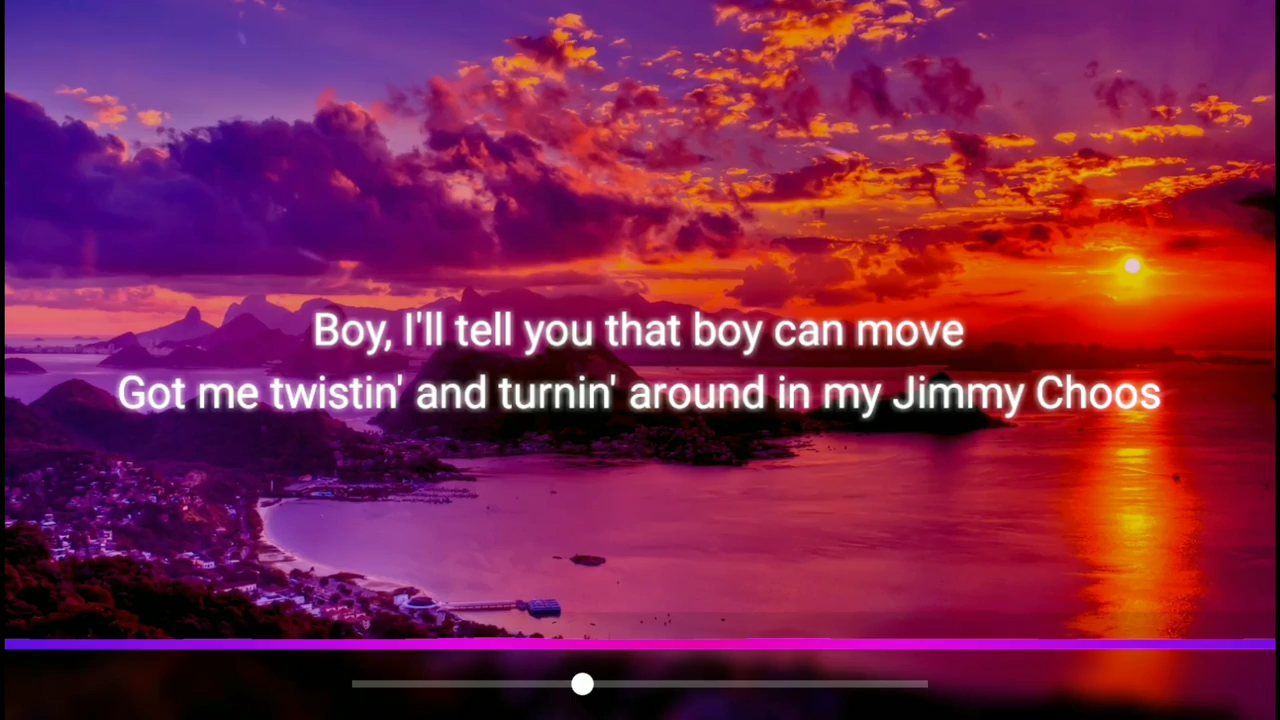 Boy, I'll tell you that boy can move
Got me twistin' and turnin' around in my Jimmy Choos